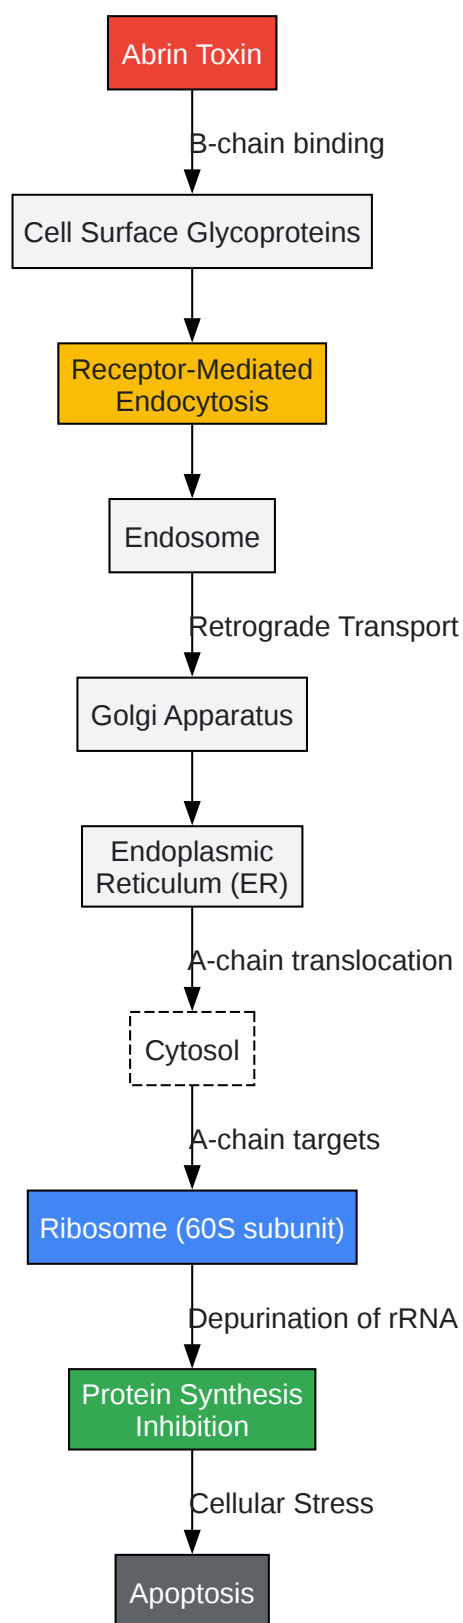 Abrin Toxin
B-chain binding
Cell Surface Glycoproteins
Receptor-Mediated
Endocytosis
Endosome
Retrograde Transport
Golgi Apparatus
Endoplasmic
Reticulum (ER)
A-chain translocation
Cytosol
A-chain targets
Ribosome (60S subunit)
Depurination of rRNA
Protein Synthesis
Inhibition
Cellular Stress
Apoptosis